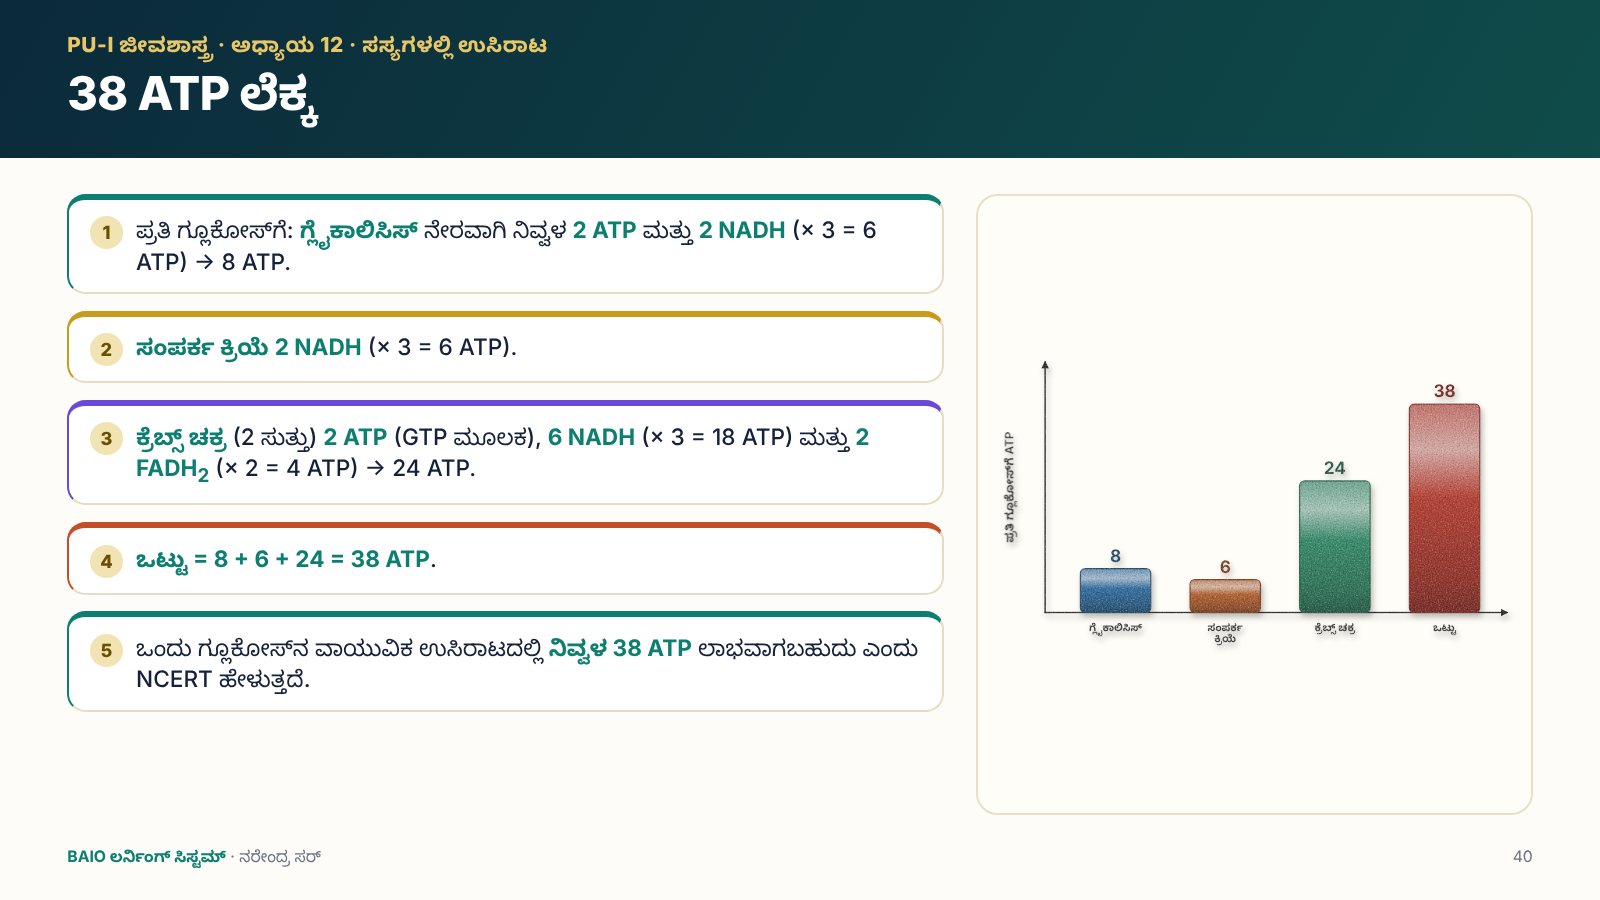 PU-I ಜೀವಶಾಸ್ತ್ರ · ಅಧ್ಯಾಯ 12 · ಸಸ್ಯಗಳಲ್ಲಿ ಉಸಿರಾಟ
38 ATP ಲೆಕ್ಕ
1 ಪ್ರತಿ ಗ್ಲೂಕೋಸ್‌ಗೆ: ಗ್ಲೈಕಾಲಿಸಿಸ್ ನೇರವಾಗಿ ನಿವ್ವಳ 2 ATP ಮತ್ತು 2 NADH (× 3 = 6
ATP) → 8 ATP.
2 ಸಂಪರ್ಕ ಕ್ರಿಯೆ 2 NADH (× 3 = 6 ATP).
3 ಕ್ರೆಬ್ಸ್ ಚಕ್ರ (2 ಸುತ್ತು) 2 ATP (GTP ಮೂಲಕ), 6 NADH (× 3 = 18 ATP) ಮತ್ತು 2
FADH₂ (× 2 = 4 ATP) → 24 ATP.
4 ಒಟ್ಟು = 8 + 6 + 24 = 38 ATP.
5 ಒಂದು ಗ್ಲೂಕೋಸ್‌ನ ವಾಯುವಿಕ ಉಸಿರಾಟದಲ್ಲಿ ನಿವ್ವಳ 38 ATP ಲಾಭವಾಗಬಹುದು ಎಂದು
NCERT ಹೇಳುತ್ತದೆ.
ಪ್ರತಿ ಗ್ಲೂಕೋಸ್‌ಗೆ ATP
8
6
24
38
ಗ್ಲೈಕಾಲಿಸಿಸ್
ಸಂಪರ್ಕ
ಕ್ರಿಯೆ
ಕ್ರೆಬ್ಸ್ ಚಕ್ರ
ಒಟ್ಟು
BAIO ಲರ್ನಿಂಗ್ ಸಿಸ್ಟಮ್ · ನರೇಂದ್ರ ಸರ್
40